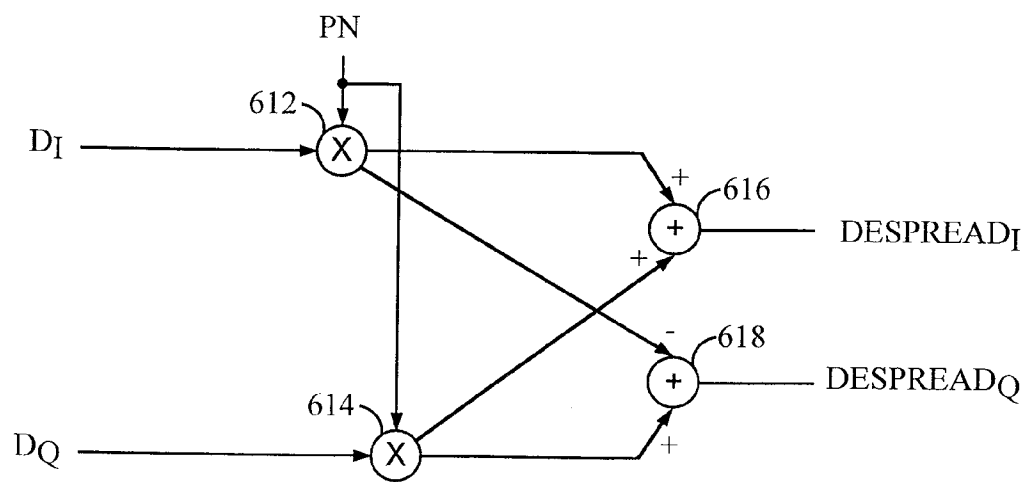 PN
612
DI
X
+
616
+
DESPREADI
+
-
618
+
DESPREADQ
614
+
DQ
X